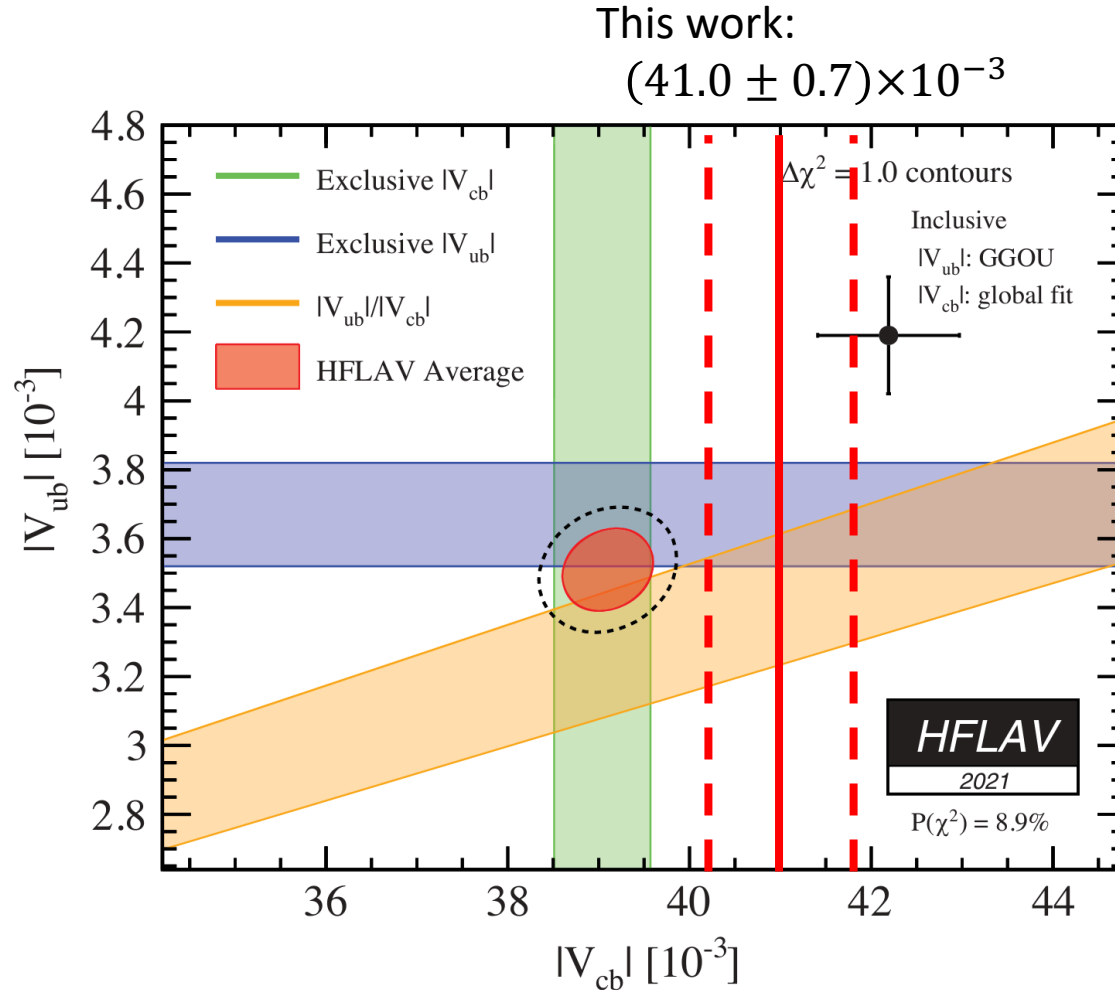 This work:
(41.0 ± 0.7)×10⁻³
4.8
4.6
4.4
4.2
4
3.8
3.6
3.4
3.2
3
2.8
|V_ub| [10⁻³]
Exclusive |V_cb|
Exclusive |V_ub|
|V_ub|/|V_cb|
HFLAV Average
Δχ² = 1.0 contours
Inclusive
|V_ub|: GGOU
|V_cb|: global fit
HFLAV
2021
P(χ²) = 8.9%
36 38 40 42 44
|V_cb| [10⁻³]